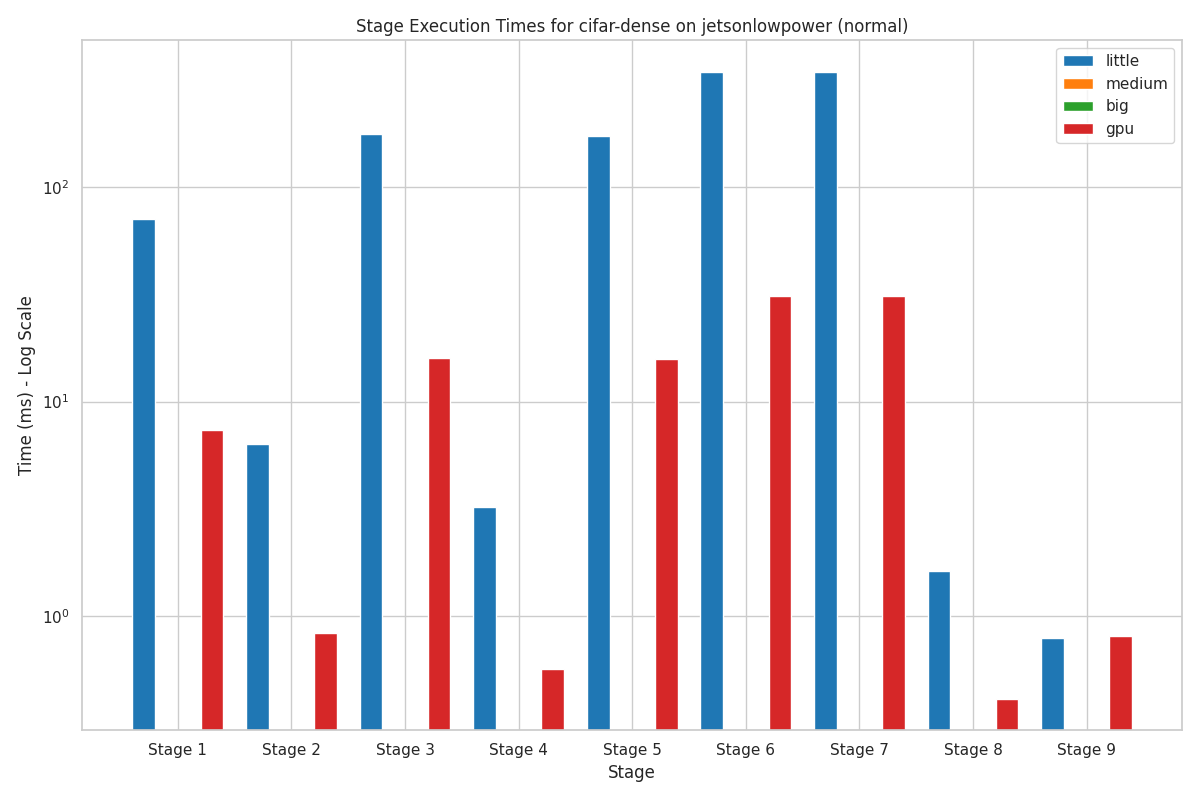 Stage Execution Times for cifar-dense on jetsonlowpower (normal)
little
medium
big
gpu
Time (ms) - Log Scale
10²
10¹
10⁰
Stage 1
Stage 2
Stage 3
Stage 4
Stage 5
Stage 6
Stage 7
Stage 8
Stage 9
Stage